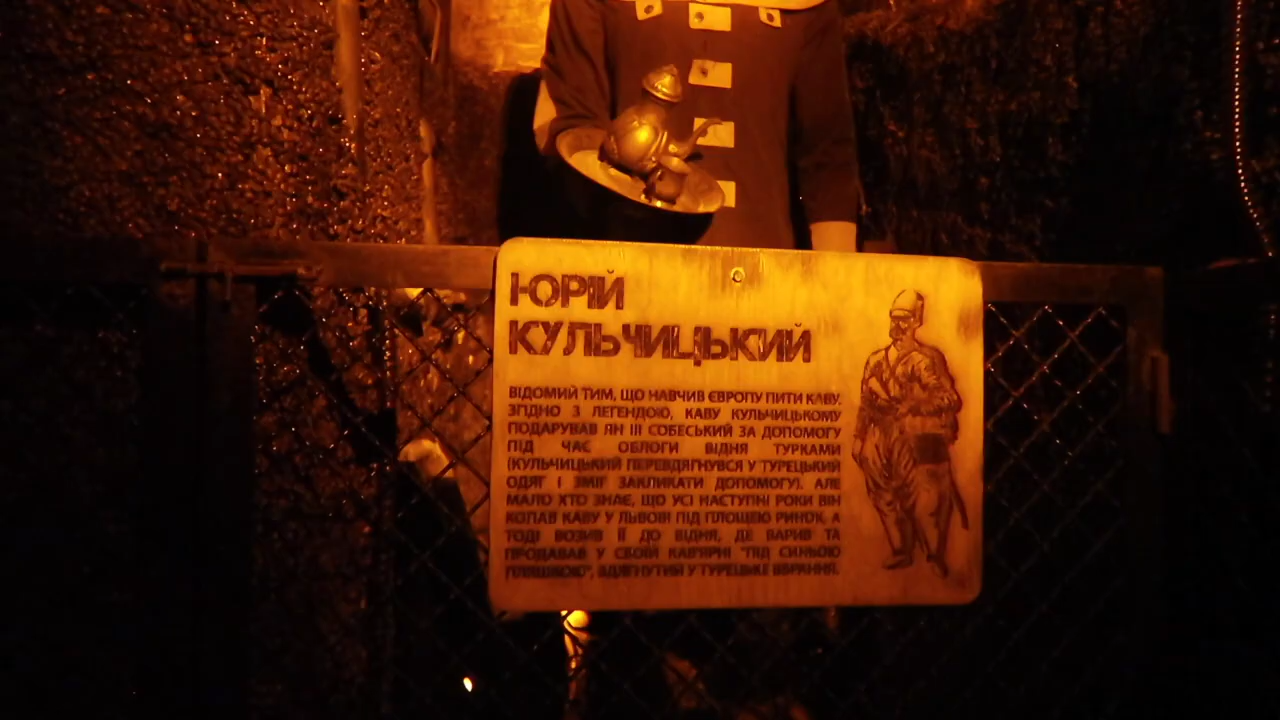 ЮРІЙ
КУЛЬЧИЦЬКИЙ
ВІДОМИЙ ТИМ, ЩО НАВЧИВ ЄВРОПУ ПИТИ КАВУ.
ЗГІДНО З ЛЕГЕНДОЮ, КАВУ КУЛЬЧИЦЬКОМУ
ПОДАРУВАВ ЯН ІІІ СОБЕСЬКИЙ ЗА ДОПОМОГУ
ПІД ЧАС ОБЛОГИ ВІДНЯ ТУРКАМИ
(КУЛЬЧИЦЬКИЙ ПЕРЕВДЯГНУВСЯ У ТУРЕЦЬКИЙ
ОДЯГ І ЗМІГ ЗАКЛИКАТИ ДОПОМОГУ). АЛЕ
МАЛО ХТО ЗНАЄ, ЩО УСІ НАСТУПНІ РОКИ ВІН
КОПАВ КАВУ У ЛЬВОВІ ПІД ПЛОЩЕЮ РИНОК, А
ТОДІ ВОЗИВ ЇЇ ДО ВІДНЯ, ДЕ ВАРИВ ТА
ПРОДАВАВ У СВОЇЙ КАВ'ЯРНІ "ПІД СИНЬОЮ
ПЛЯШКОЮ", ВДЯГНУТИЙ У ТУРЕЦЬКЕ ВБРАННЯ.